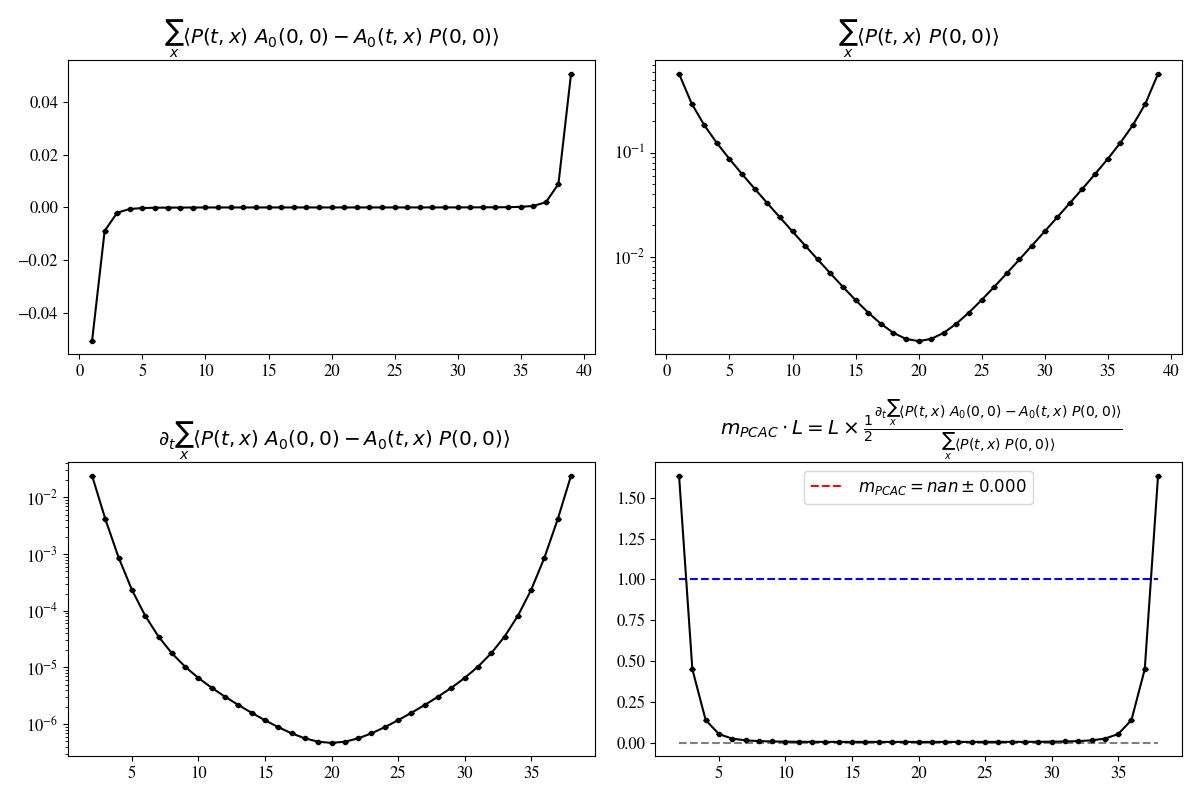 ∑ₓ⟨P(t, x) A₀(0, 0) − A₀(t, x) P(0, 0)⟩
0.04
0.02
0.00
−0.02
−0.04
0 5 10 15 20 25 30 35 40
∑ₓ⟨P(t, x) P(0, 0)⟩
10⁻¹
10⁻²
0 5 10 15 20 25 30 35 40
∂ₜ∑ₓ⟨P(t, x) A₀(0, 0) − A₀(t, x) P(0, 0)⟩
10⁻²
10⁻³
10⁻⁴
10⁻⁵
10⁻⁶
5 10 15 20 25 30 35
m_PCAC · L = L × 1/2 ∂ₜ∑ₓ⟨P(t, x) A₀(0, 0) − A₀(t, x) P(0, 0)⟩ / ∑ₓ⟨P(t, x) P(0, 0)⟩
m_PCAC = nan ± 0.000
1.50
1.25
1.00
0.75
0.50
0.25
0.00
5 10 15 20 25 30 35